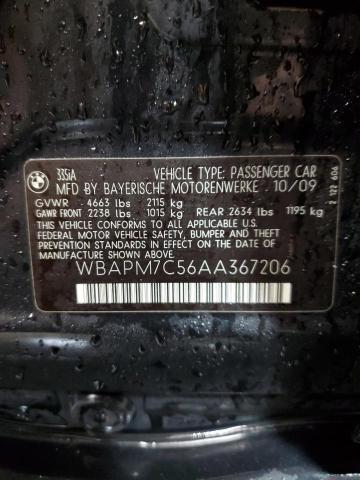 BMW
335iA
VEHICLE TYPE: PASSENGER CAR
MFD BY BAYERISCHE MOTORENWERKE - 10/09
GVWR 4663 lbs 2115 kg
GAWR FRONT 2238 lbs 1015 kg REAR 2634 lbs 1195 kg
THIS VEHICLE CONFORMS TO ALL APPLICABLE
FEDERAL MOTOR VEHICLE SAFETY, BUMPER, AND
THEFT PREVENTION STANDARDS IN EFFECT ON THE
DATE OF MANUFACTURE SHOWN ABOVE.
WBAPM7C56AA367206